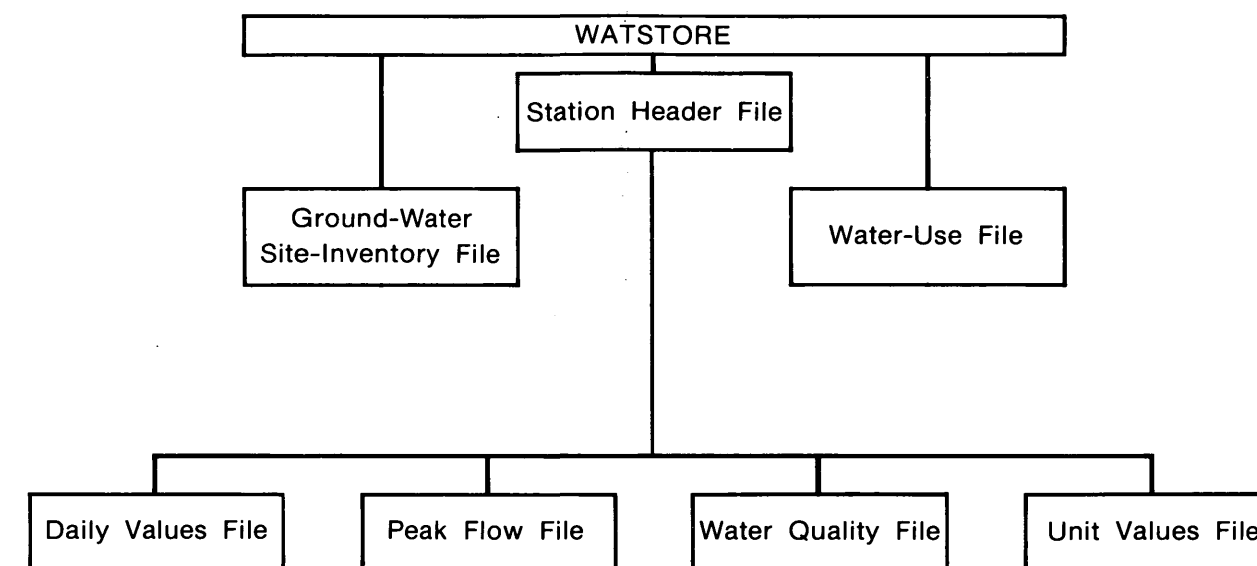 WATSTORE
Station Header File
Ground-Water
Site-Inventory File
Water-Use File
Daily Values File
Peak Flow File
Water Quality File
Unit Values File